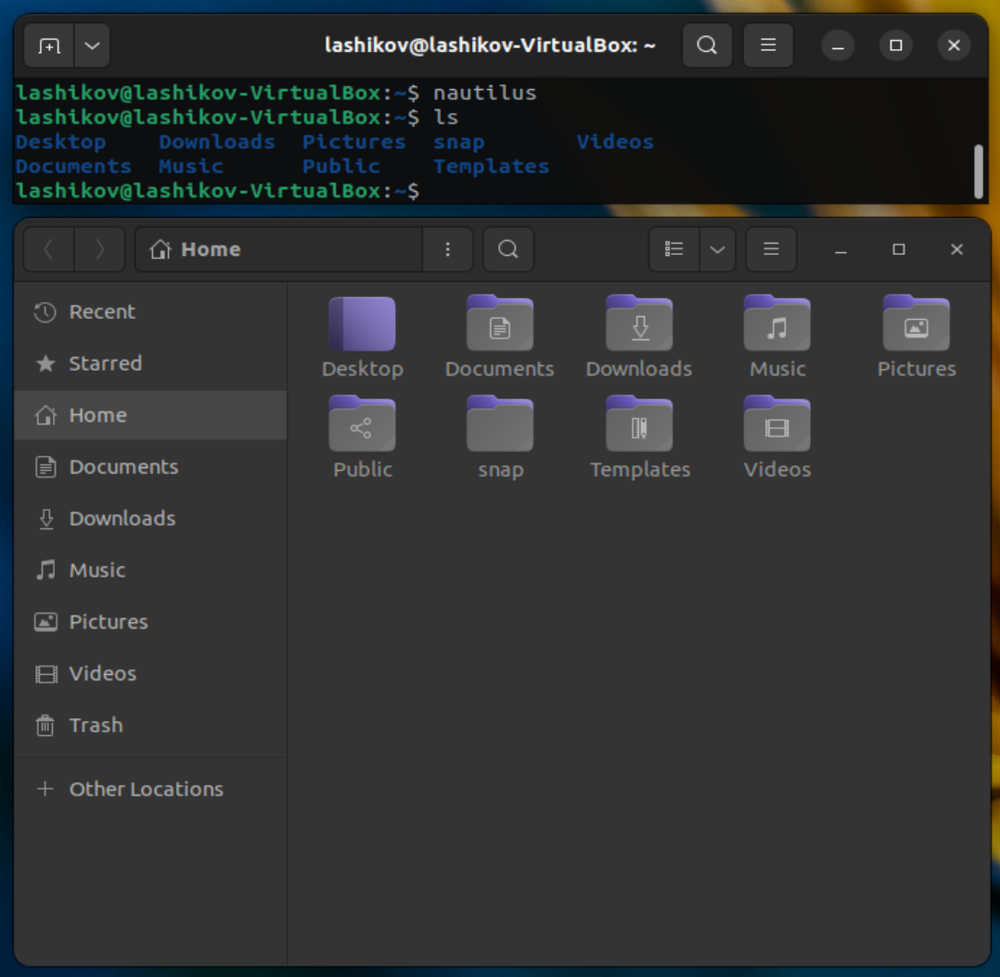 lashikov@lashikov-VirtualBox: ~
lashikov@lashikov-VirtualBox:~$ nautilus
lashikov@lashikov-VirtualBox:~$ ls
Desktop Downloads Pictures snap Videos
Documents Music Public Templates
lashikov@lashikov-VirtualBox:~$
Home
Recent
Starred
Home
Documents
Downloads
Music
Pictures
Videos
Trash
Other Locations
Desktop Documents Downloads Music Pictures
Public snap Templates Videos